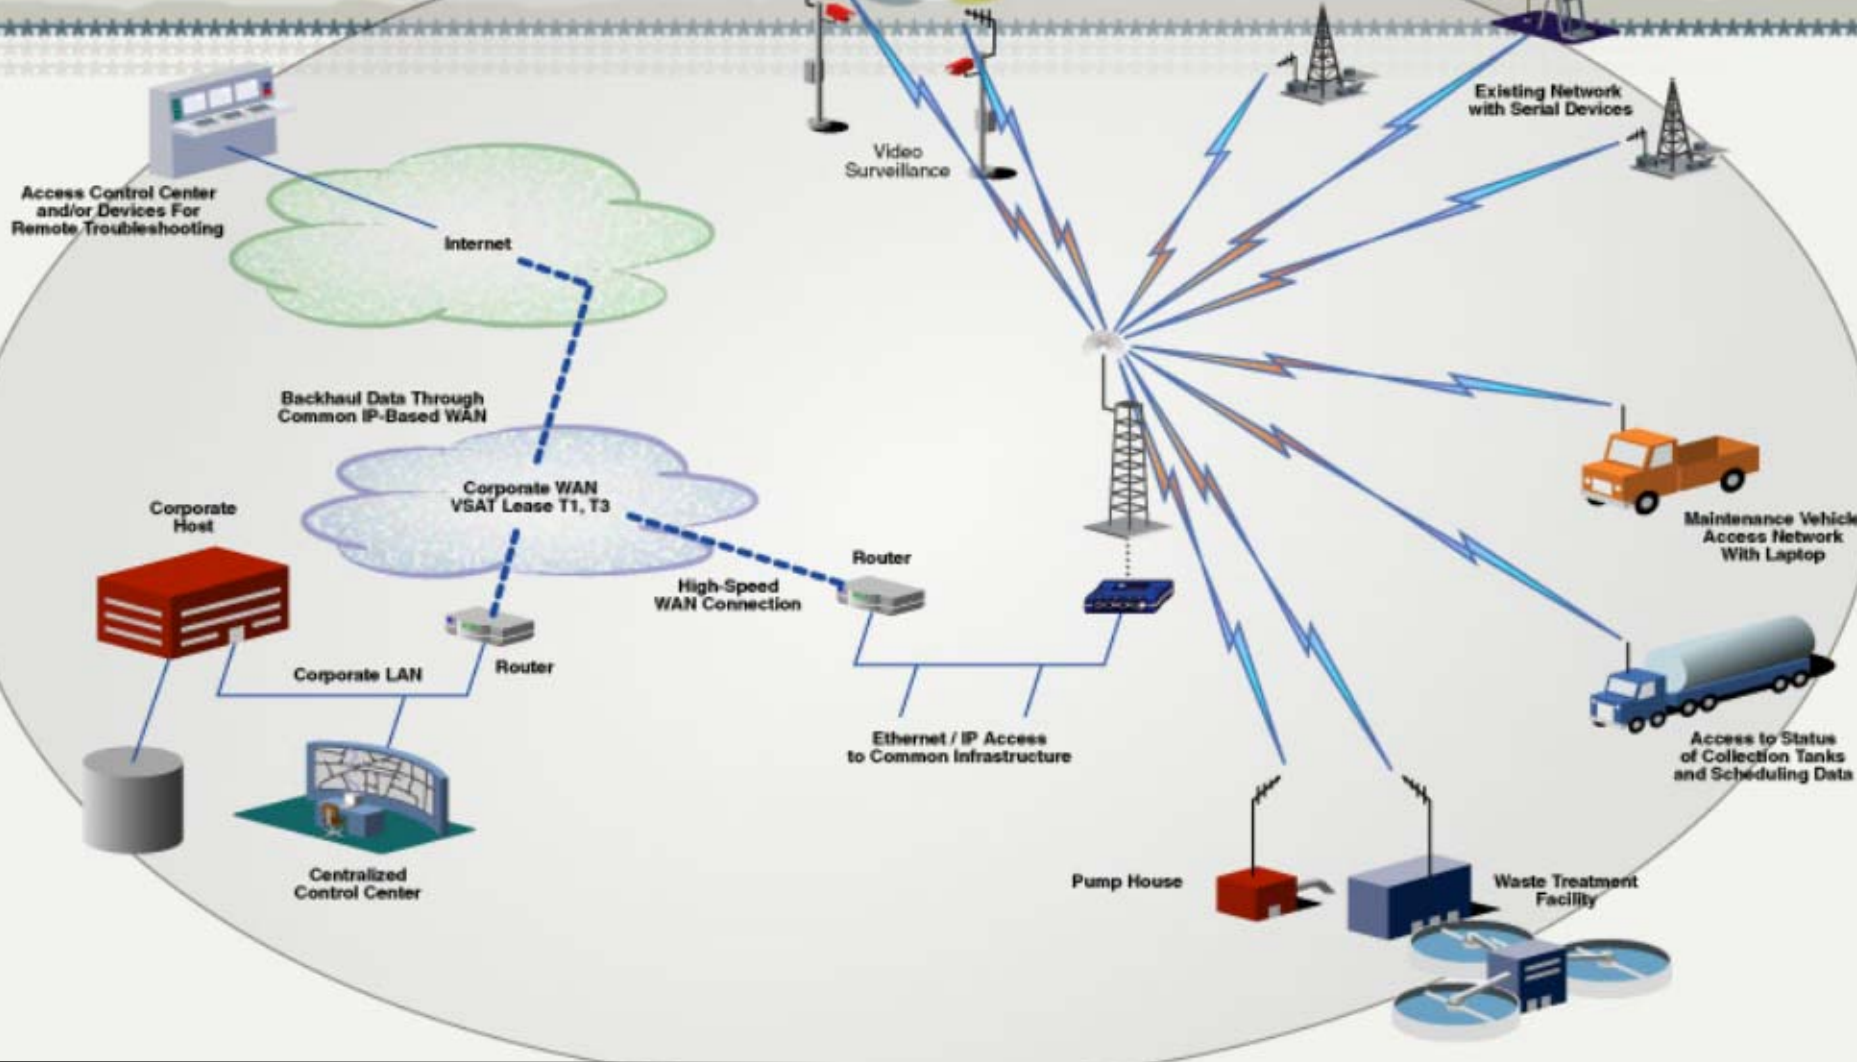 Existing Network
with Serial Devices
Video
Surveillance
Access Control Center
and/or Devices For
Remote Troubleshooting
Internet
Backhaul Data Through
Common IP-Based WAN
Corporate WAN
VSAT Lease T1, T3
Corporate
Host
Router
High-Speed
WAN Connection
Maintenance Vehicle
Access Network
With Laptop
Router
Corporate LAN
Ethernet / IP Access
to Common Infrastructure
Access to Status
of Collection Tanks
and Scheduling Data
Centralized
Control Center
Pump House
Waste Treatment
Facility